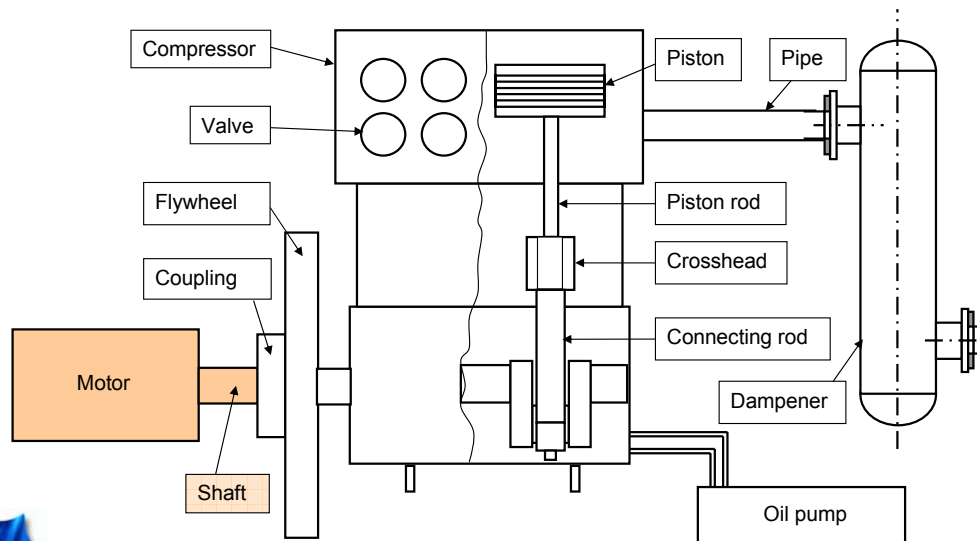 Compressor
Piston
Pipe
Valve
Flywheel
Piston rod
Coupling
Crosshead
Connecting rod
Motor
Dampener
Shaft
Oil pump